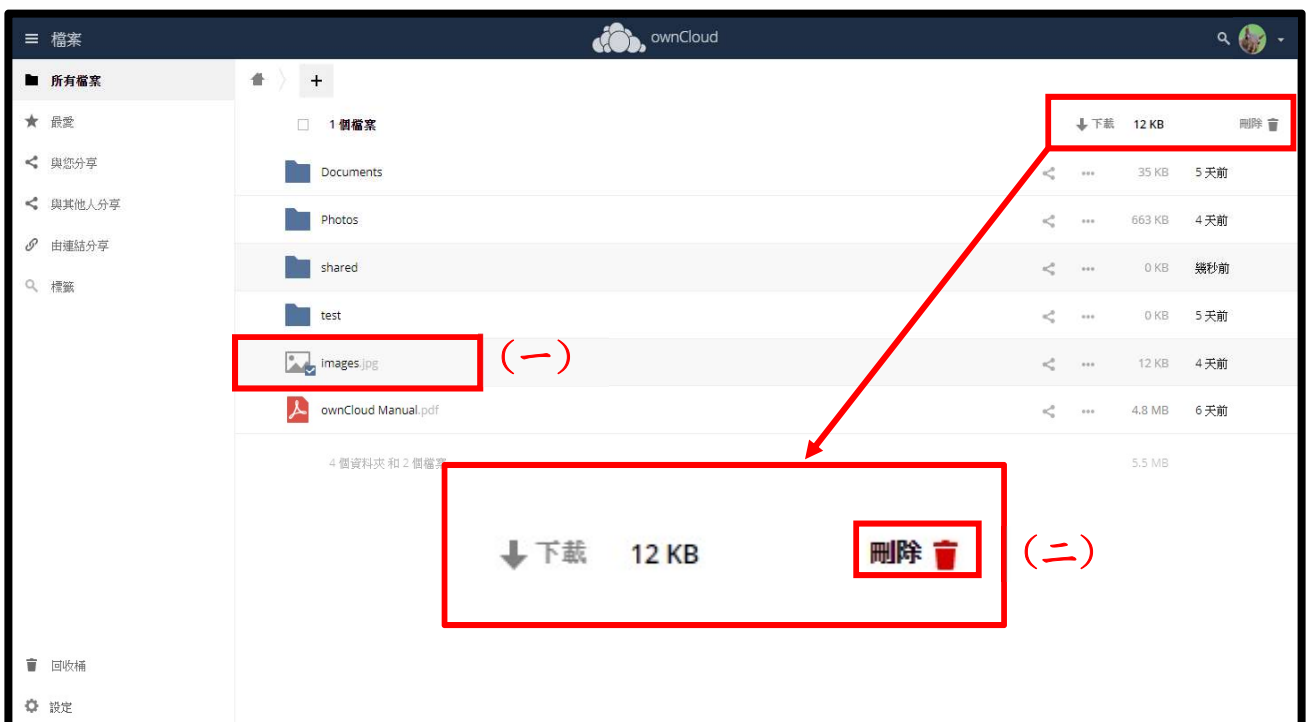 檔案
ownCloud
所有檔案
最愛
與您分享
與其他人分享
由連結分享
標籤
+
1 個檔案
下載 12 KB 刪除
Documents 35 KB 5 天前
Photos 663 KB 4 天前
shared 0 KB 幾秒前
test 0 KB 5 天前
images.jpg 12 KB 4 天前
(一)
ownCloud Manual.pdf 4.8 MB 6 天前
4 個資料夾 和 2 個檔案 5.5 MB
下載 12 KB 刪除
(二)
回收桶
設定